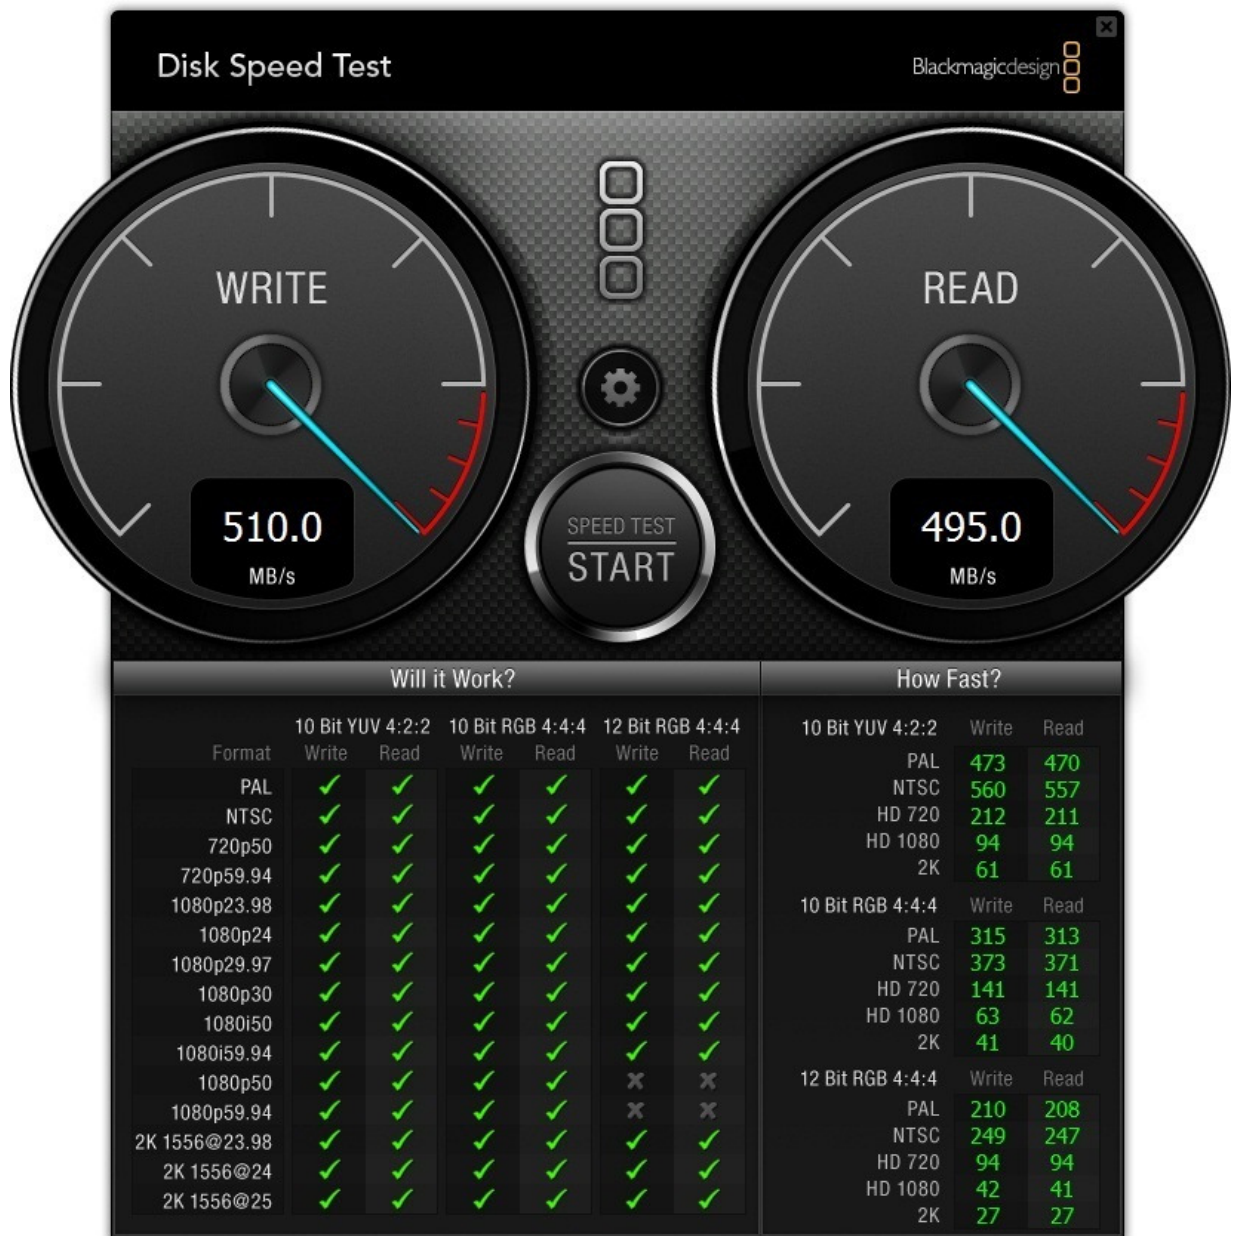 Disk Speed Test
Blackmagicdesign
WRITE
READ
510.0
MB/s
SPEED TEST
START
495.0
MB/s
Will it Work?
How Fast?
10 Bit YUV 4:2:2 10 Bit RGB 4:4:4 12 Bit RGB 4:4:4
Format Write Read Write Read Write Read
PAL
NTSC
720p50
720p59.94
1080p23.98
1080p24
1080p29.97
1080p30
1080i50
1080i59.94
1080p50
1080p59.94
2K 1556@23.98
2K 1556@24
2K 1556@25
10 Bit YUV 4:2:2 Write Read
PAL 473 470
NTSC 560 557
HD 720 212 211
HD 1080 94 94
2K 61 61
10 Bit RGB 4:4:4 Write Read
PAL 315 313
NTSC 373 371
HD 720 141 141
HD 1080 63 62
2K 41 40
12 Bit RGB 4:4:4 Write Read
PAL 210 208
NTSC 249 247
HD 720 94 94
HD 1080 42 41
2K 27 27